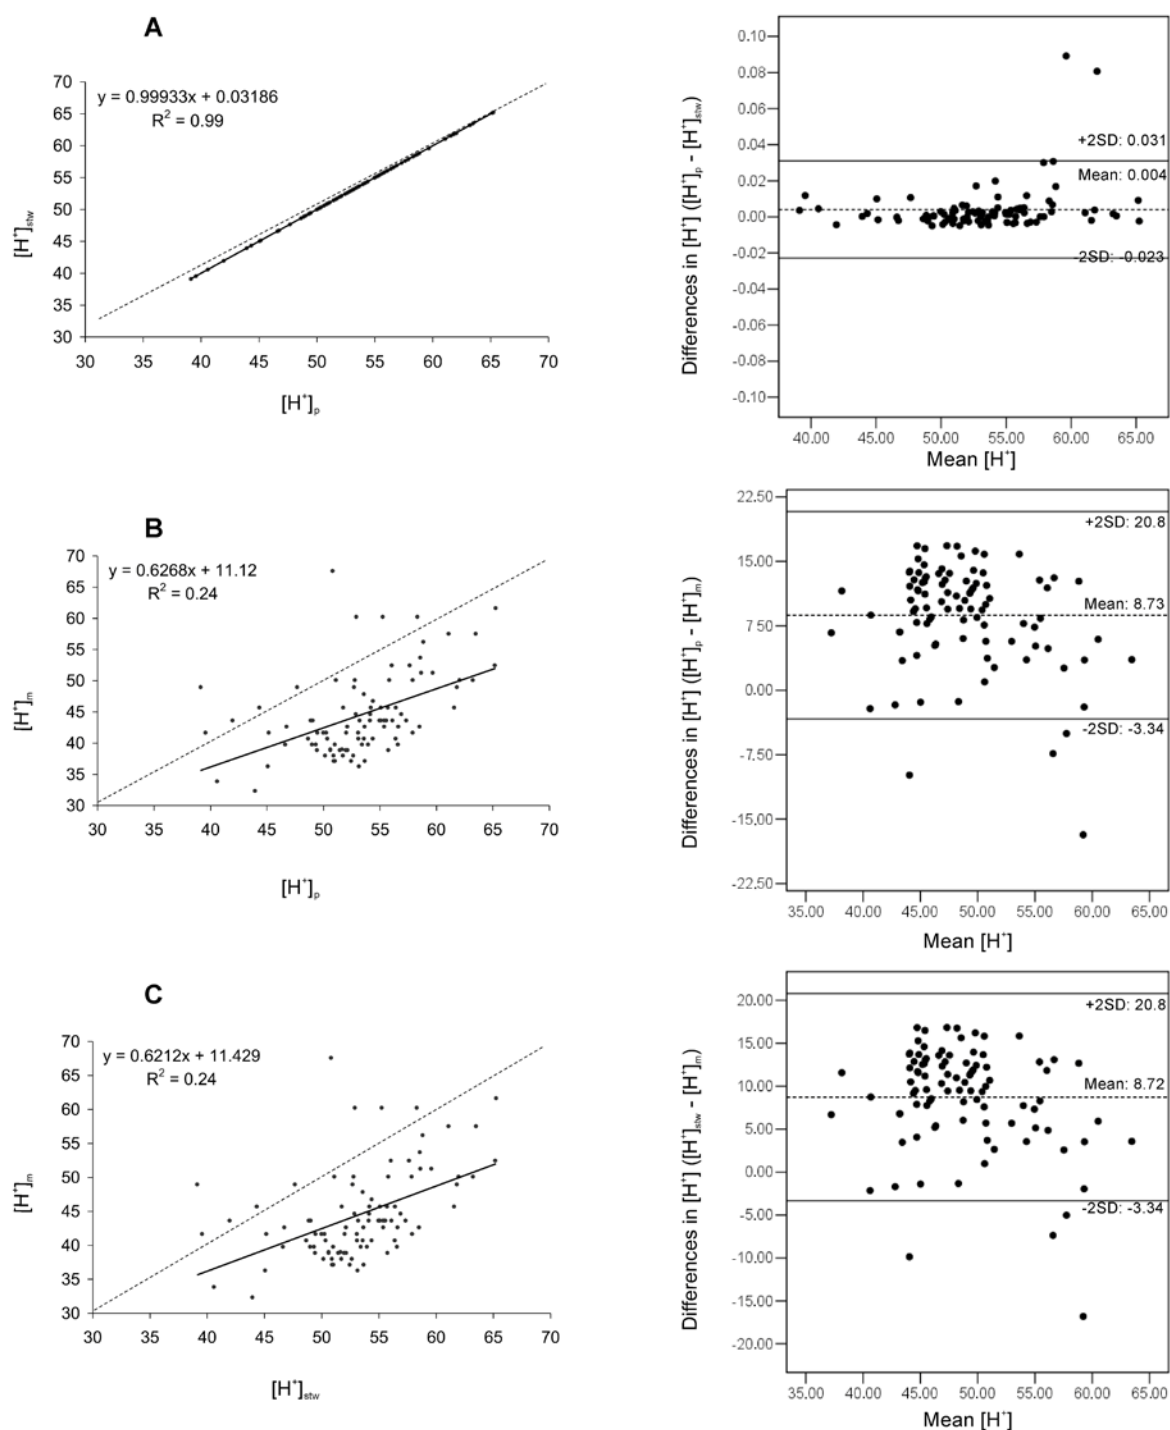 A
y = 0.99933x + 0.03186
R² = 0.99
70
65
60
55
50
45
40
35
30
30 35 40 45 50 55 60 65 70
[H⁺]stw
[H⁺]p
0.10
0.08
0.06
0.04
0.02
0.00
-0.02
-0.04
-0.06
-0.08
-0.10
Differences in [H⁺] ([H⁺]p - [H⁺]stw)
+2SD: 0.031
Mean: 0.004
-2SD: -0.023
40.00 45.00 50.00 55.00 60.00 65.00
Mean [H⁺]
B
y = 0.6268x + 11.12
R² = 0.24
70
65
60
55
50
45
40
35
30
30 35 40 45 50 55 60 65 70
[H⁺]m
[H⁺]p
22.50
15.00
7.50
0.00
-7.50
-15.00
-22.50
Differences in [H⁺] ([H⁺]p - [H⁺]m)
+2SD: 20.8
Mean: 8.73
-2SD: -3.34
35.00 40.00 45.00 50.00 55.00 60.00 65.00
Mean [H⁺]
C
y = 0.6212x + 11.429
R² = 0.24
70
65
60
55
50
45
40
35
30
30 35 40 45 50 55 60 65 70
[H⁺]m
[H⁺]stw
20.00
15.00
10.00
5.00
0.00
-5.00
-10.00
-15.00
-20.00
Differences in [H⁺] ([H⁺]stw - [H⁺]m)
+2SD: 20.8
Mean: 8.72
-2SD: -3.34
35.00 40.00 45.00 50.00 55.00 60.00 65.00
Mean [H⁺]